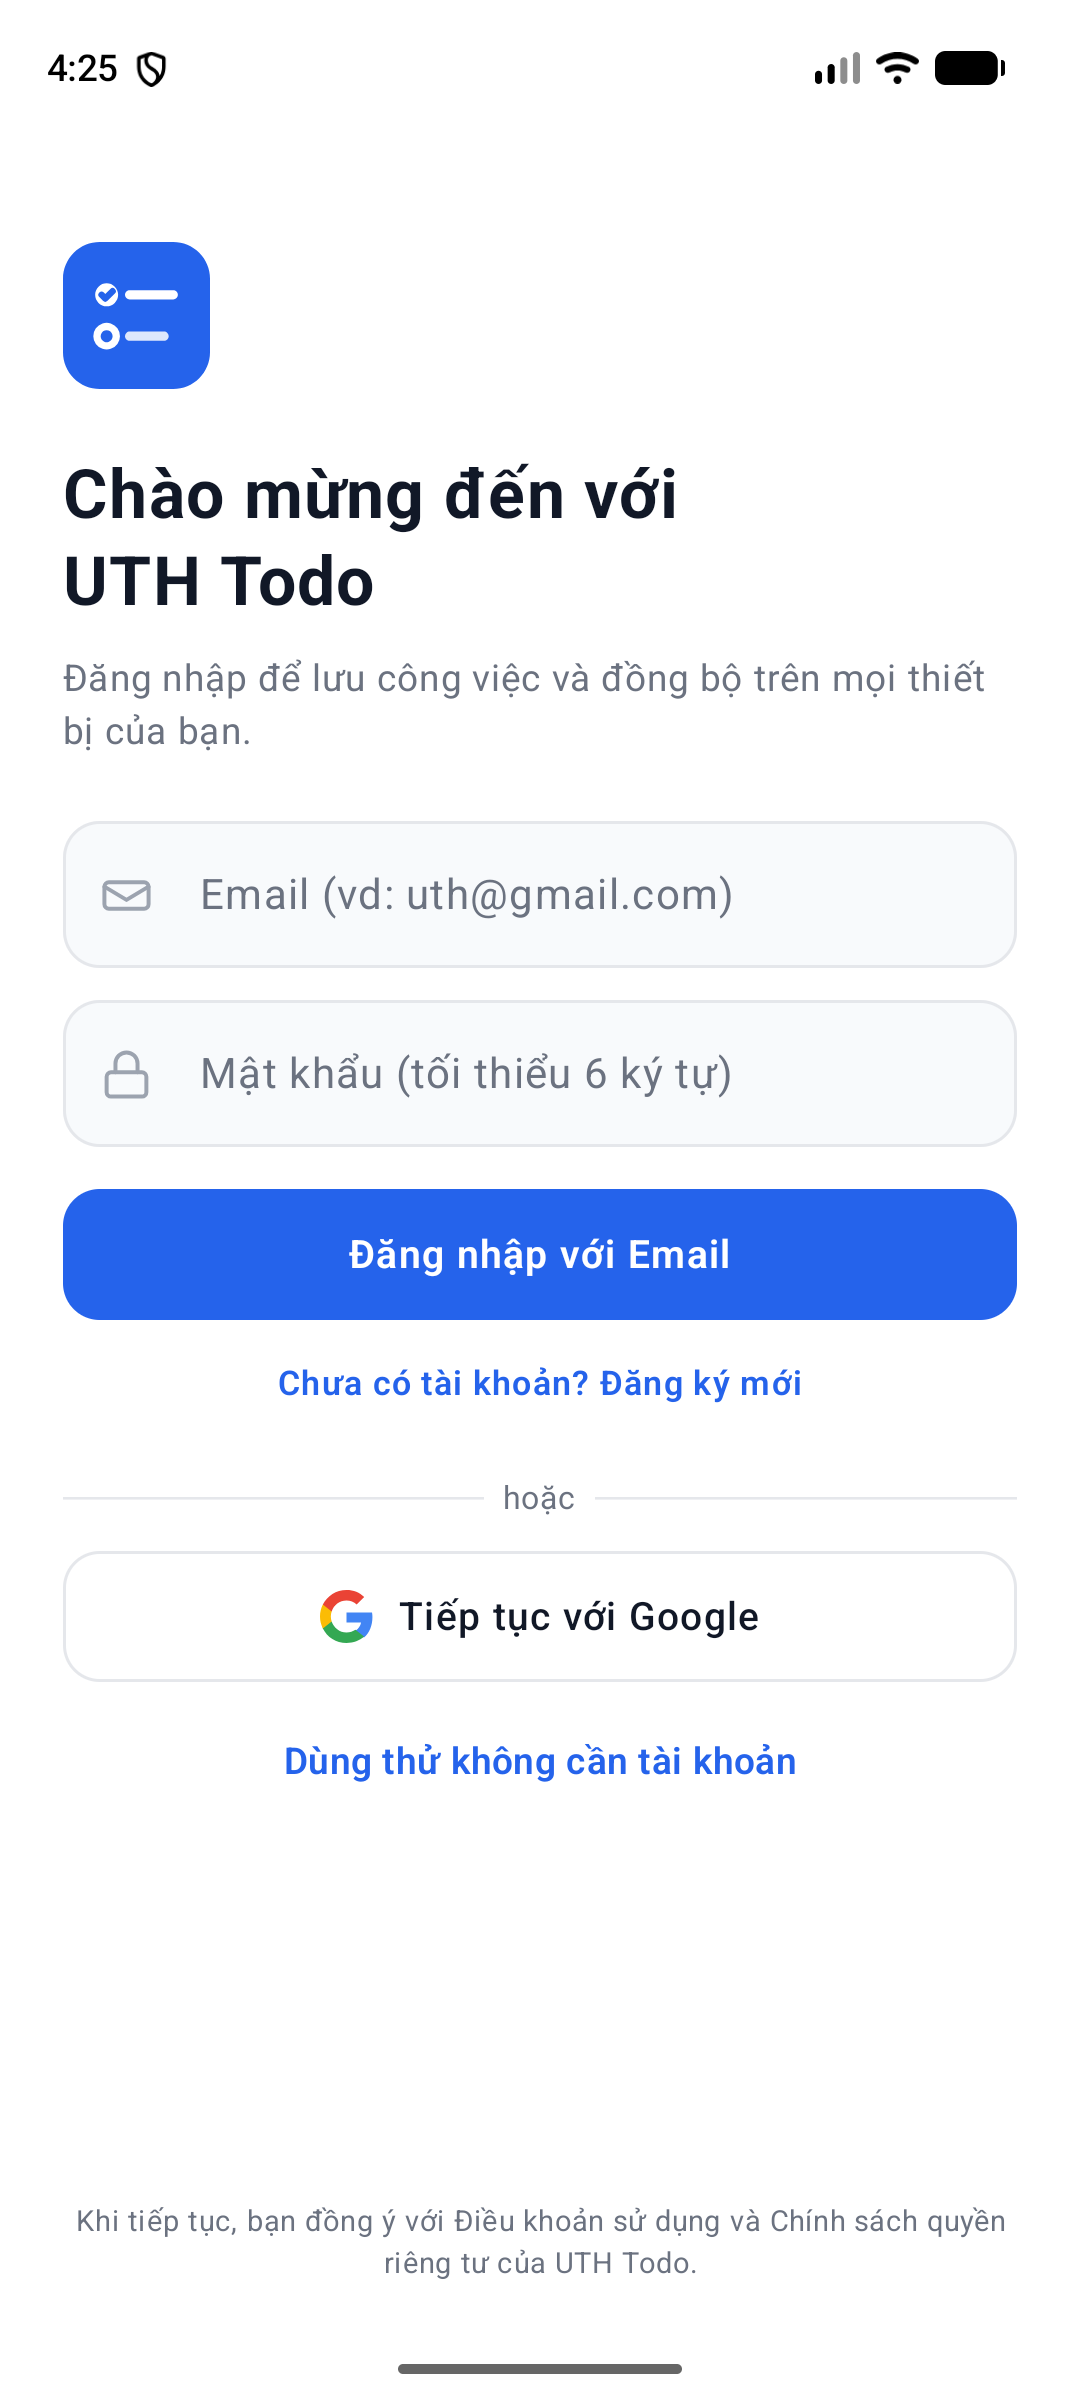 4:25
Chào mừng đến với
UTH Todo
Đăng nhập để lưu công việc và đồng bộ trên mọi thiết
bị của bạn.
Email (vd: uth@gmail.com)
Mật khẩu (tối thiểu 6 ký tự)
Đăng nhập với Email
Chưa có tài khoản? Đăng ký mới
hoặc
Tiếp tục với Google
Dùng thử không cần tài khoản
Khi tiếp tục, bạn đồng ý với Điều khoản sử dụng và Chính sách quyền
riêng tư của UTH Todo.